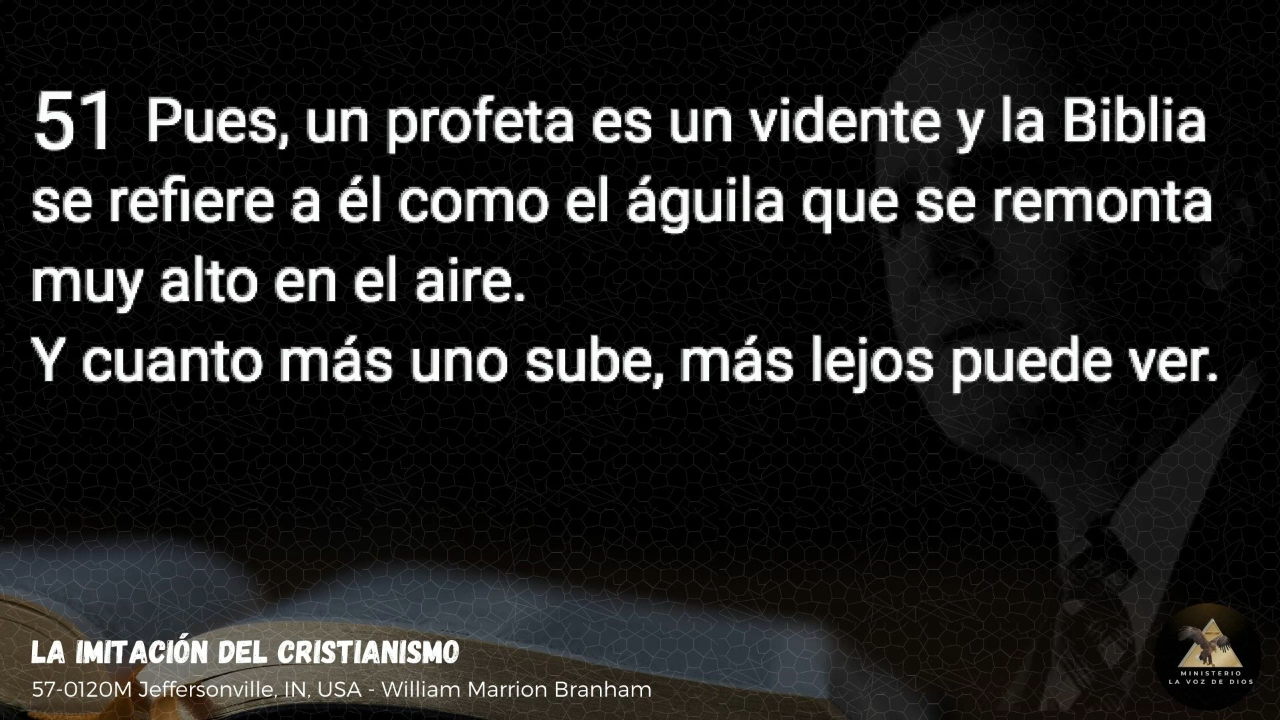 51 Pues, un profeta es un vidente y la Biblia
se refiere a él como el águila que se remonta
muy alto en el aire.
Y cuanto más uno sube, más lejos puede ver.
LA IMITACIÓN DEL CRISTIANISMO
57-0120M Jeffersonville, IN, USA - William Marrion Branham
MINISTERIO
LA VOZ DE DIOS